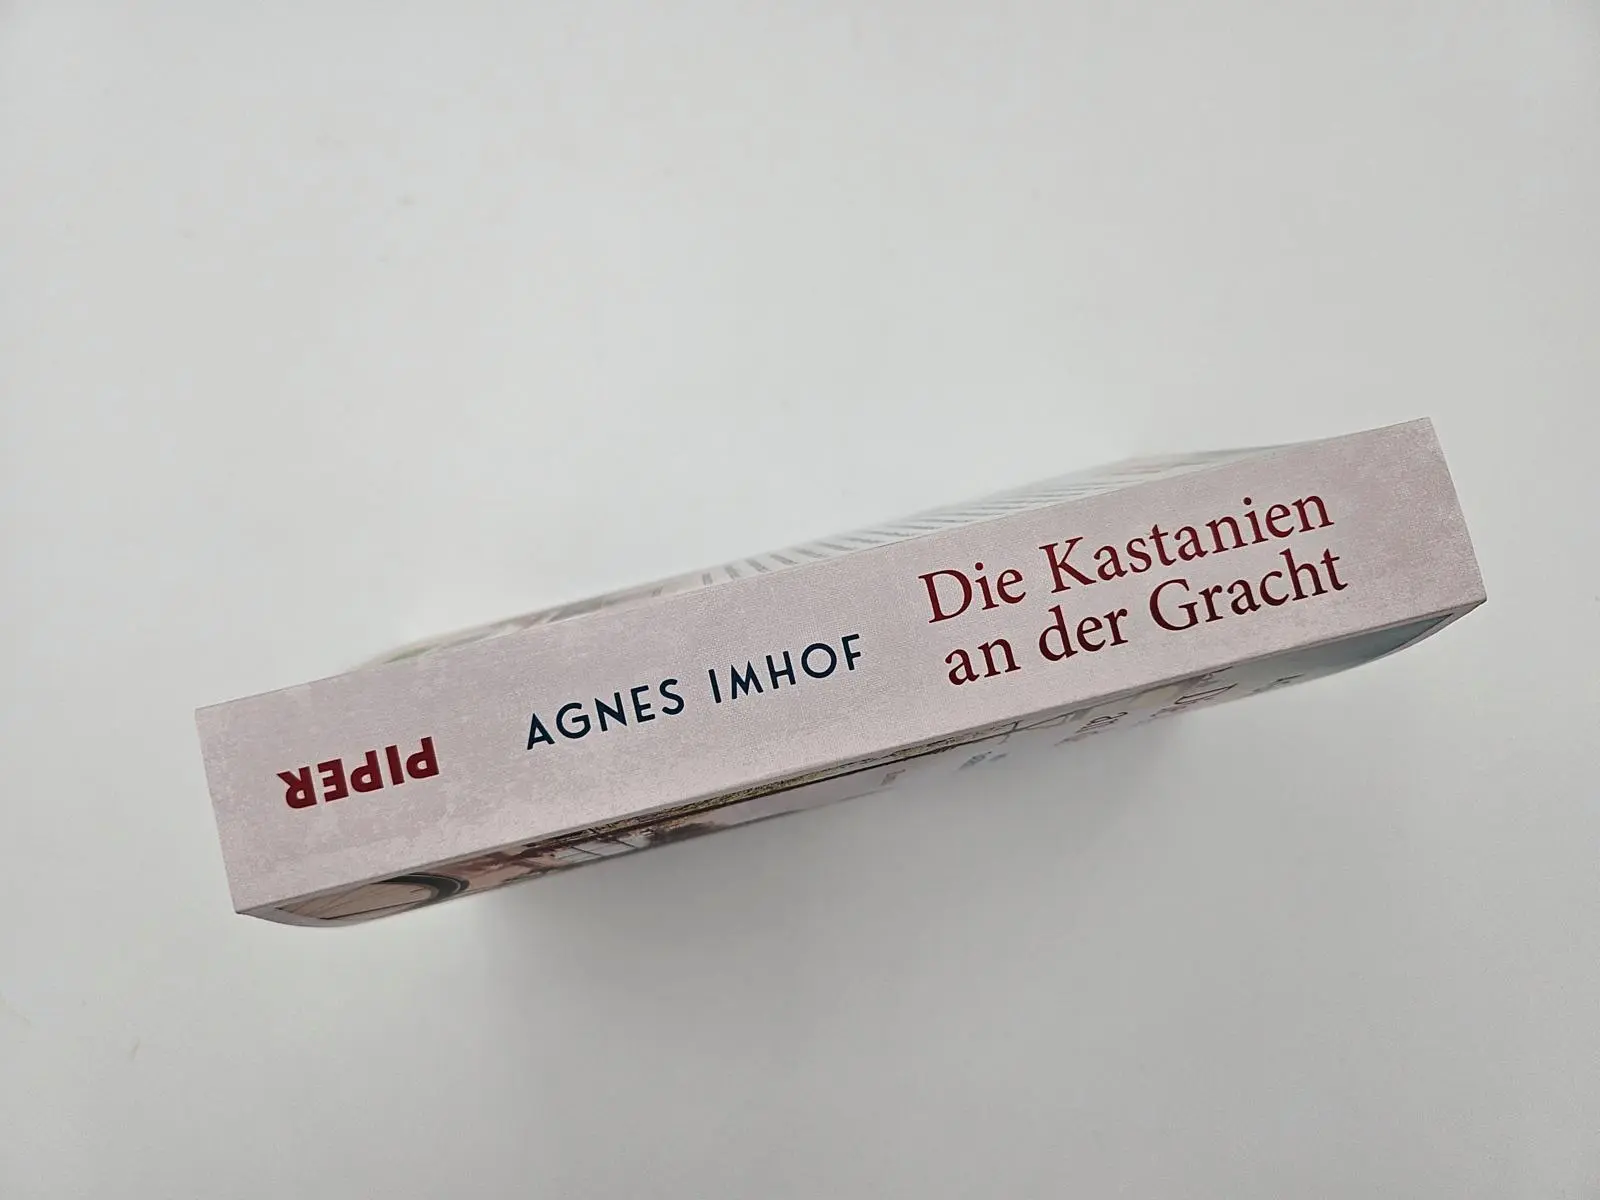 Die Kastanien
an der Gracht
AGNES IMHOF
PIPER